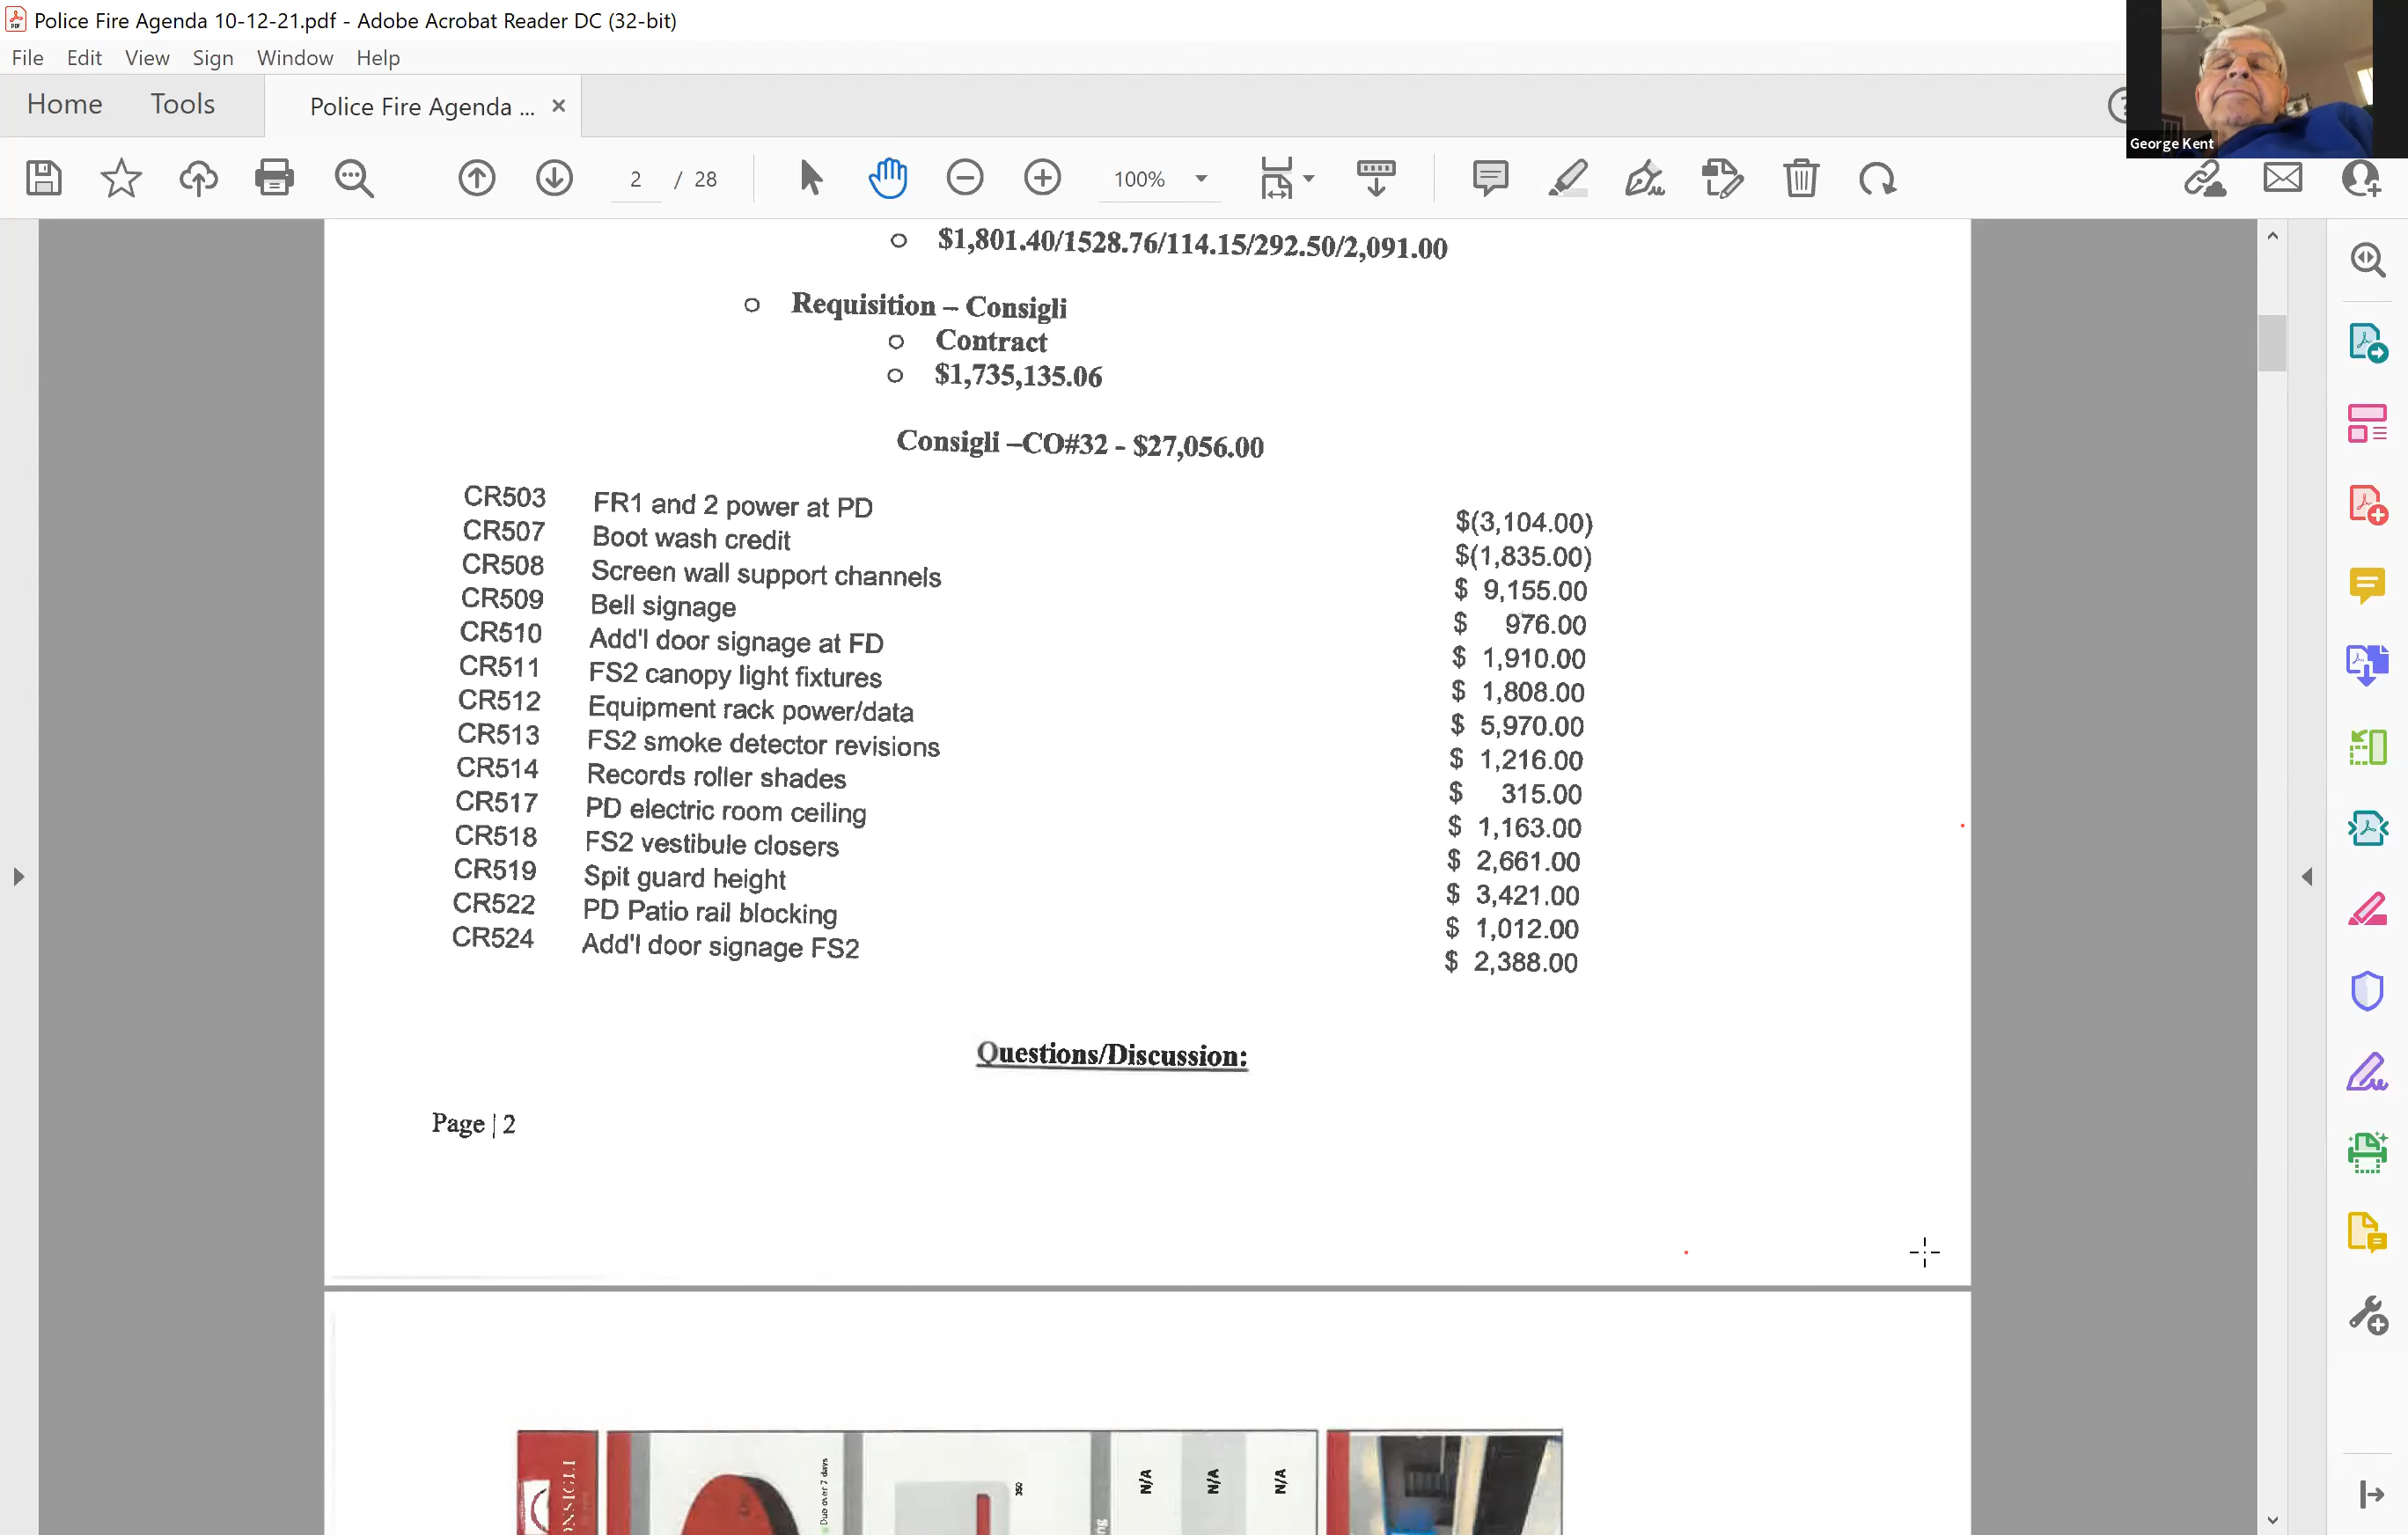 Police Fire Agenda 10-12-21.pdf - Adobe Acrobat Reader DC (32-bit)
File Edit View Sign Window Help
Home Tools Police Fire Agenda ... ×
George Kent
2 / 28 100%
$1,801.40/1528.76/114.15/292.50/2,091.00
Requisition – Consigli
Contract
$1,735,135.06
Consigli –CO#32 - $27,056.00
CR503 FR1 and 2 power at PD $(3,104.00)
CR507 Boot wash credit $(1,835.00)
CR508 Screen wall support channels $ 9,155.00
CR509 Bell signage $ 976.00
CR510 Add'l door signage at FD $ 1,910.00
CR511 FS2 canopy light fixtures $ 1,808.00
CR512 Equipment rack power/data $ 5,970.00
CR513 FS2 smoke detector revisions $ 1,216.00
CR514 Records roller shades $ 315.00
CR517 PD electric room ceiling $ 1,163.00
CR518 FS2 vestibule closers $ 2,661.00
CR519 Spit guard height $ 3,421.00
CR522 PD Patio rail blocking $ 1,012.00
CR524 Add'l door signage FS2 $ 2,388.00
Questions/Discussion:
Page | 2
ONSIGLI
Due over 7 days
350
N/A
N/A
N/A